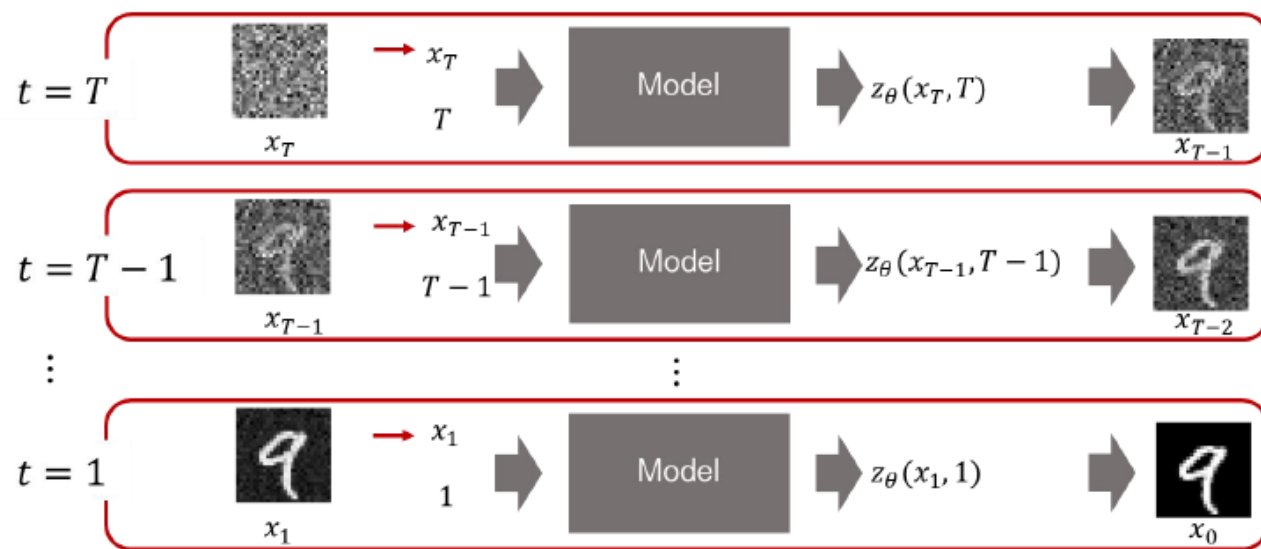 t = T
x_T
x_T
T
Model
z_θ(x_T, T)
x_{T−1}
t = T − 1
x_{T−1}
x_{T−1}
T − 1
Model
z_θ(x_{T−1}, T − 1)
x_{T−2}
⋮
⋮
t = 1
x_1
x_1
1
Model
z_θ(x_1, 1)
x_0